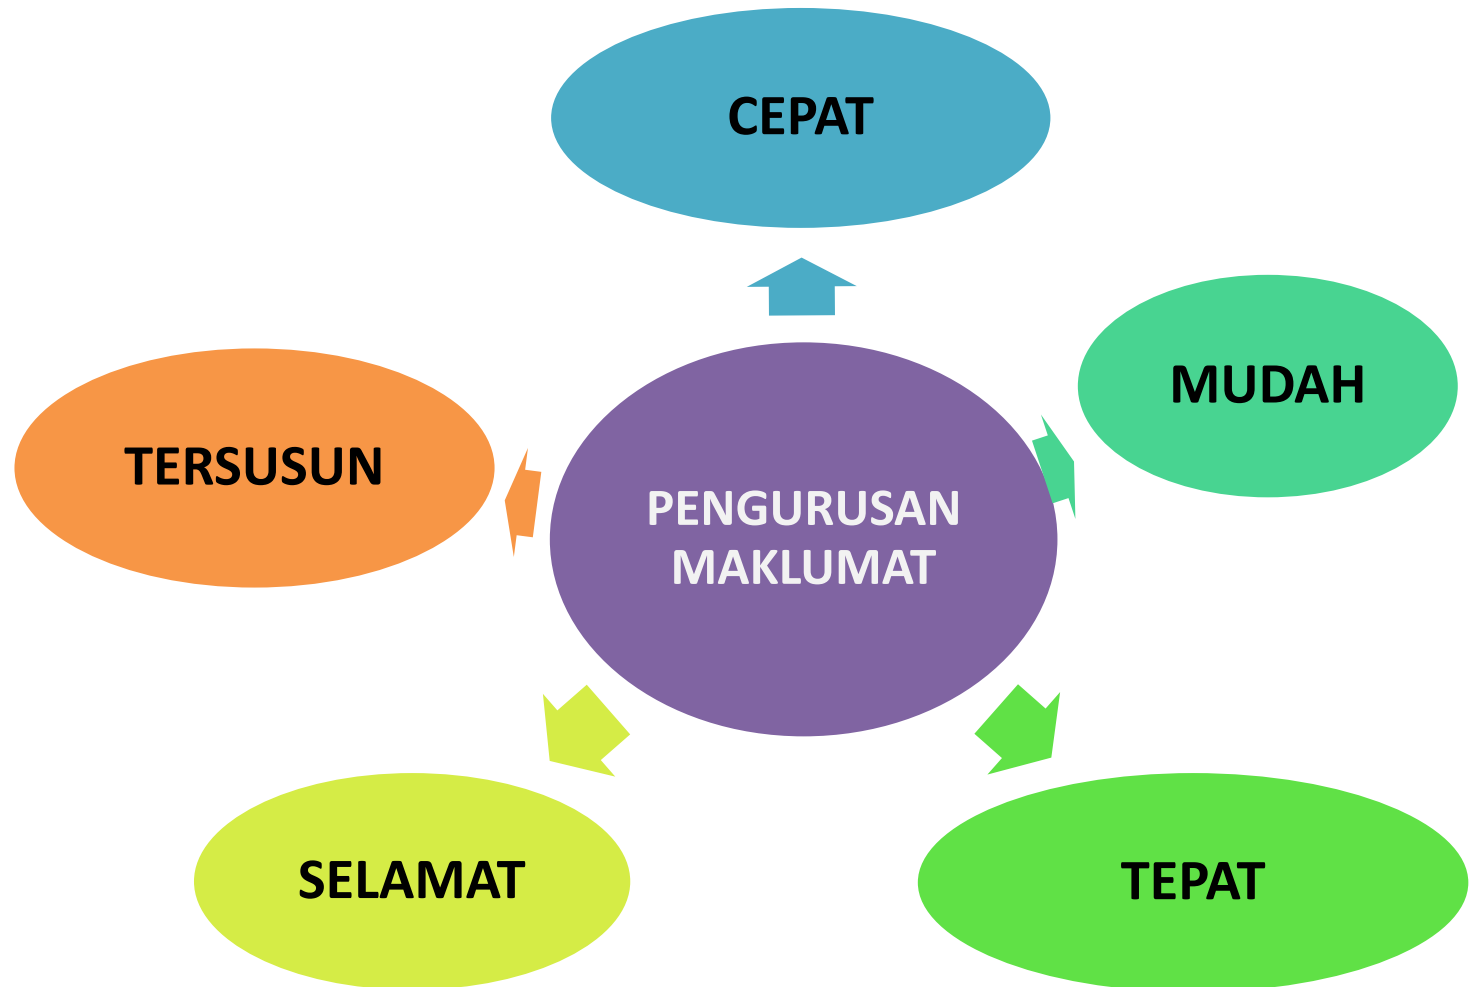 CEPAT
MUDAH
TERSUSUN
PENGURUSAN
MAKLUMAT
SELAMAT
TEPAT